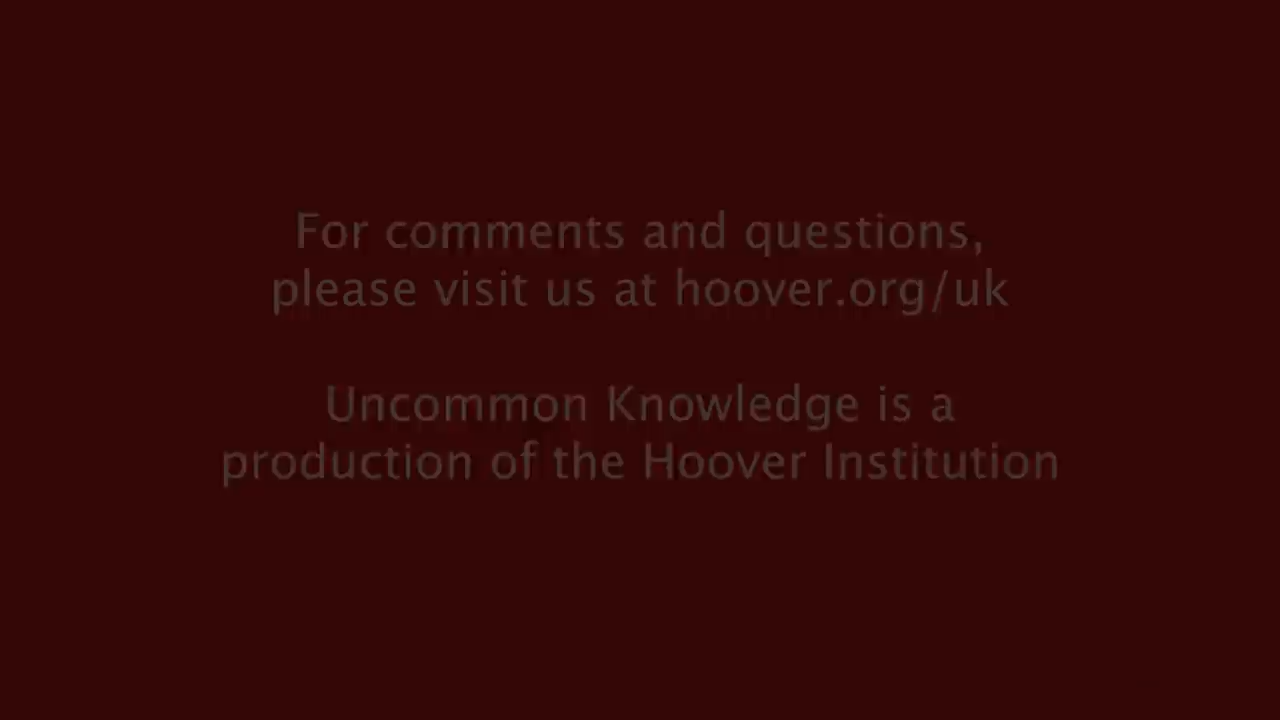 For comments and questions,
please visit us at hoover.org/uk
Uncommon Knowledge is a
production of the Hoover Institution